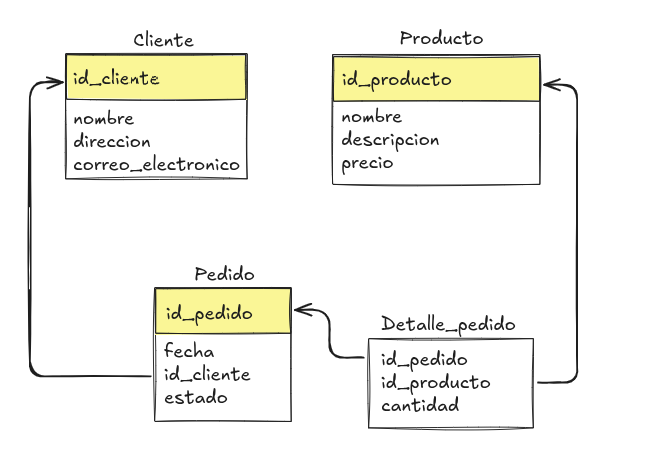 Cliente
id_cliente
nombre
direccion
correo_electronico
Producto
id_producto
nombre
descripcion
precio
Pedido
id_pedido
fecha
id_cliente
estado
Detalle_pedido
id_pedido
id_producto
cantidad